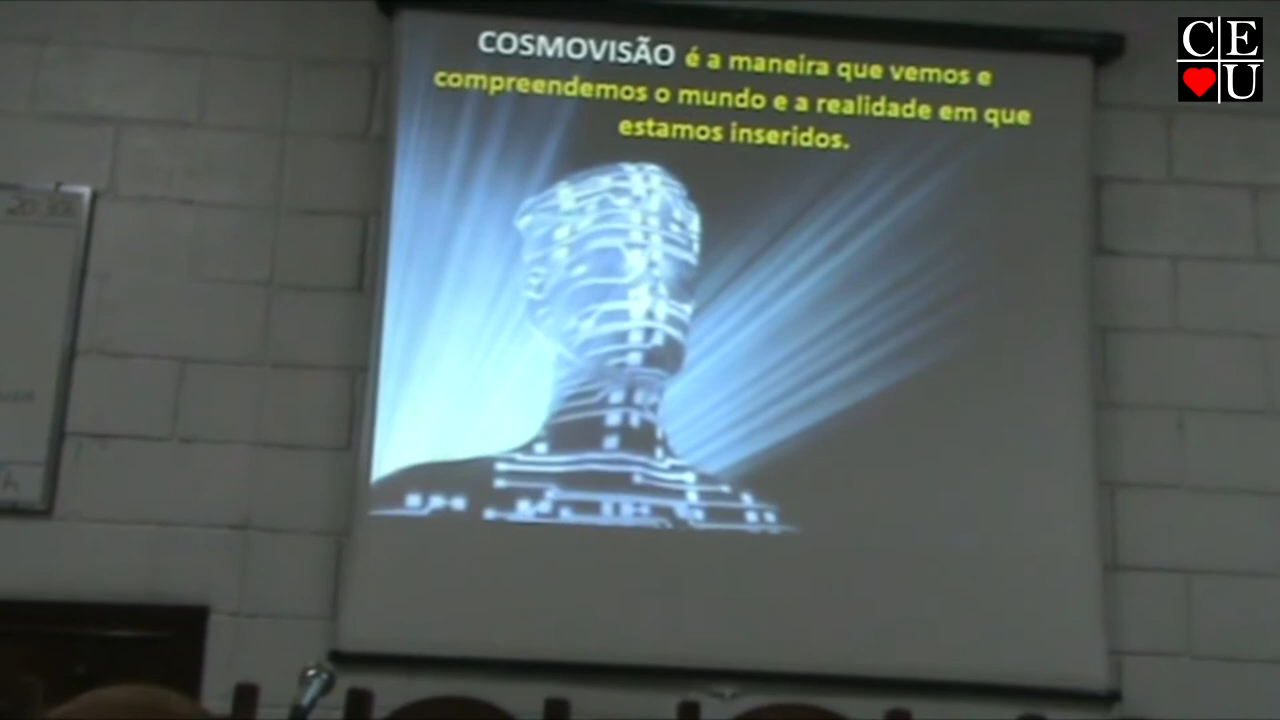 COSMOVISÃO é a maneira que vemos e
compreendemos o mundo e a realidade em que
estamos inseridos.
CE
U